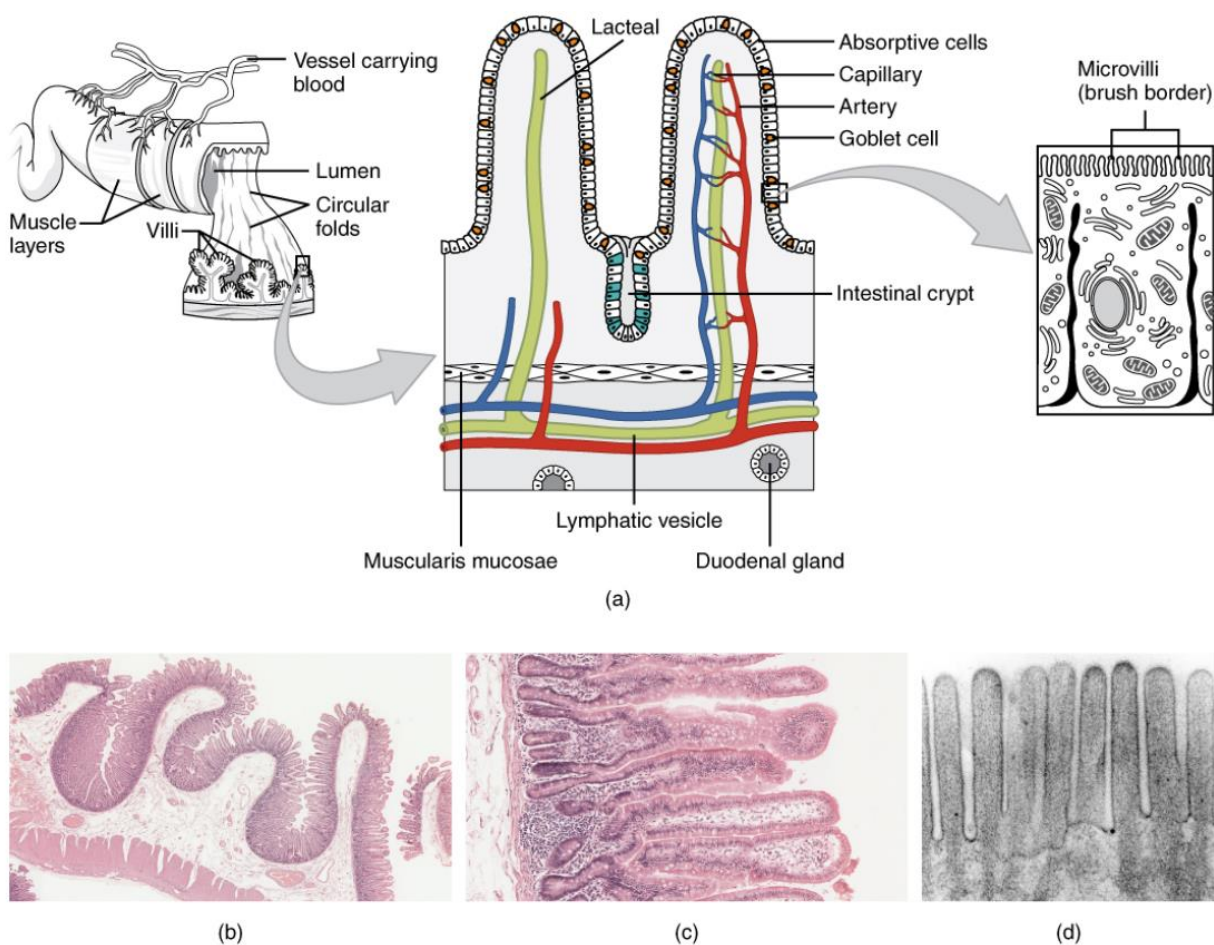 Vessel carrying
blood
Lumen
Circular
folds
Muscle
layers
Villi
Lacteal
Absorptive cells
Capillary
Artery
Goblet cell
Intestinal crypt
Lymphatic vesicle
Muscularis mucosae
Duodenal gland
Microvilli
(brush border)
(a)
(b)
(c)
(d)